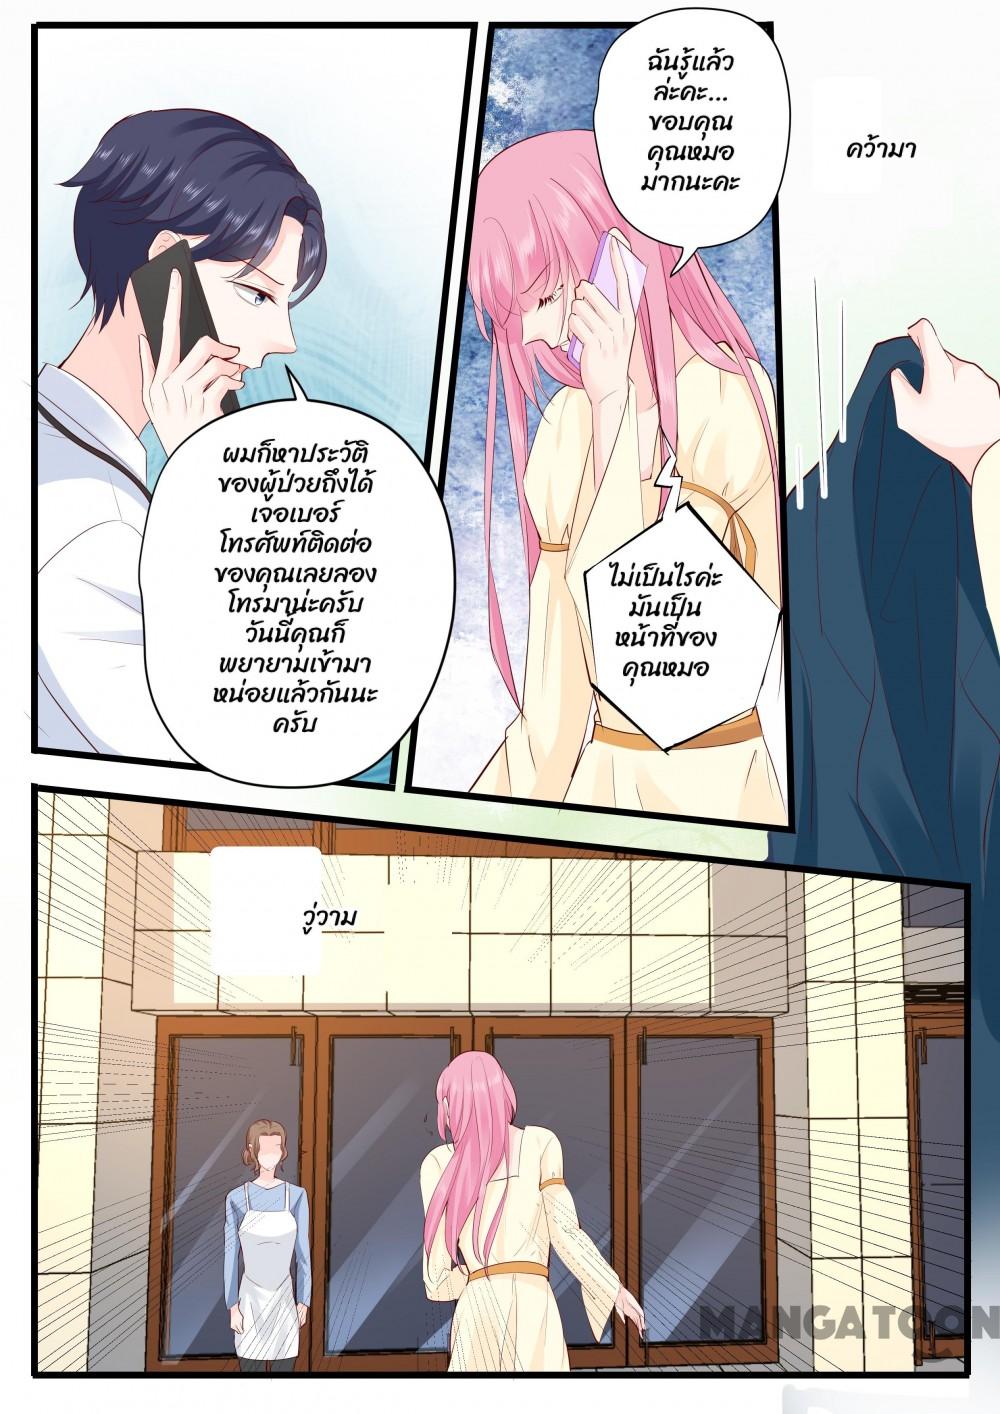 ฉันรู้แล้ว
ล่ะคะ...
ขอบคุณ
คุณหมอ
มากนะคะ
คว้ามา
ผมก็หาประวัติ
ของผู้ป่วยถึงได้
เจอเบอร์
โทรศัพท์ติดต่อ
ของคุณเลยลอง
โทรมาน่ะครับ
วันนี้คุณก็
พยายามเข้ามา
หน่อยแล้วกันนะ
ครับ
ไม่เป็นไรค่ะ
มันเป็น
หน้าที่ของ
คุณหมอ
วู่วาม
MANGATOON